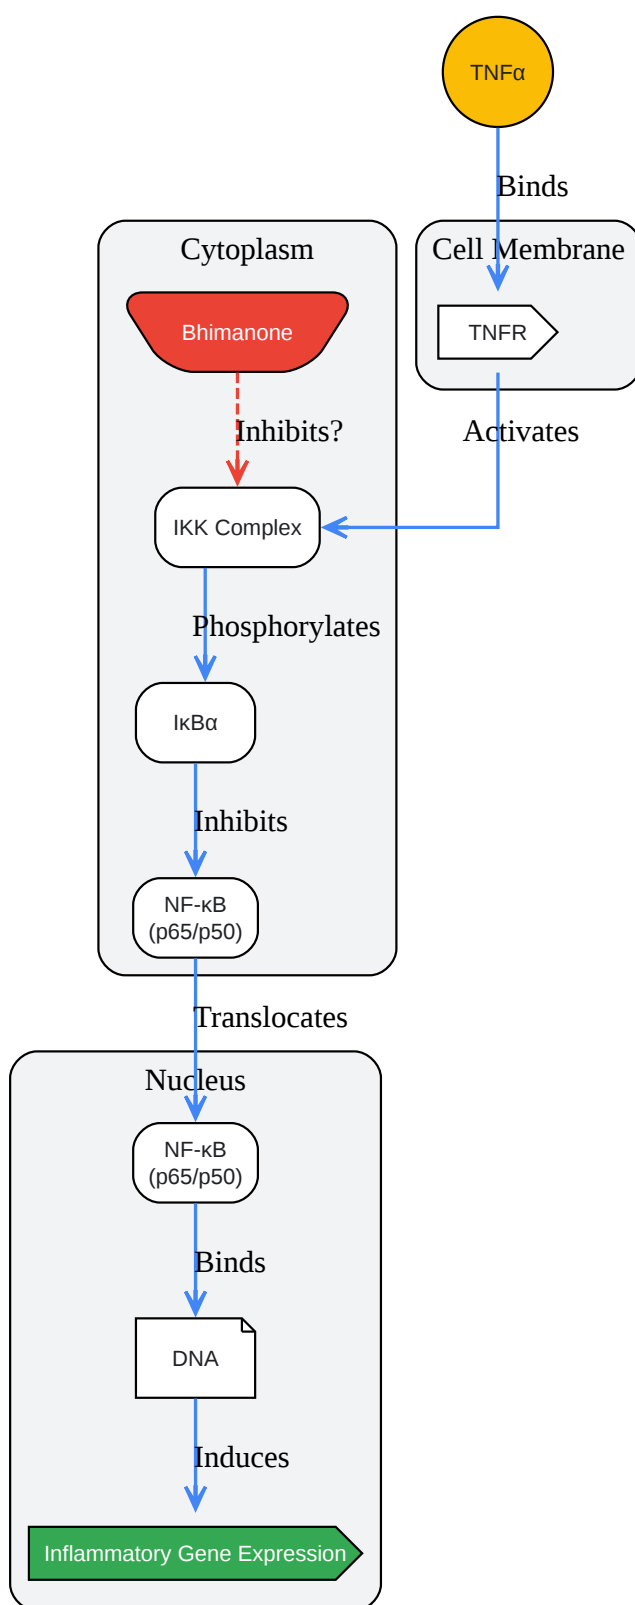 TNFα
Binds
Cytoplasm
Cell Membrane
Bhimanone
TNFR
Inhibits?
Activates
IKK Complex
Phosphorylates
IκBα
Inhibits
NF-κB
(p65/p50)
Translocates
Nucleus
NF-κB
(p65/p50)
Binds
DNA
Induces
Inflammatory Gene Expression